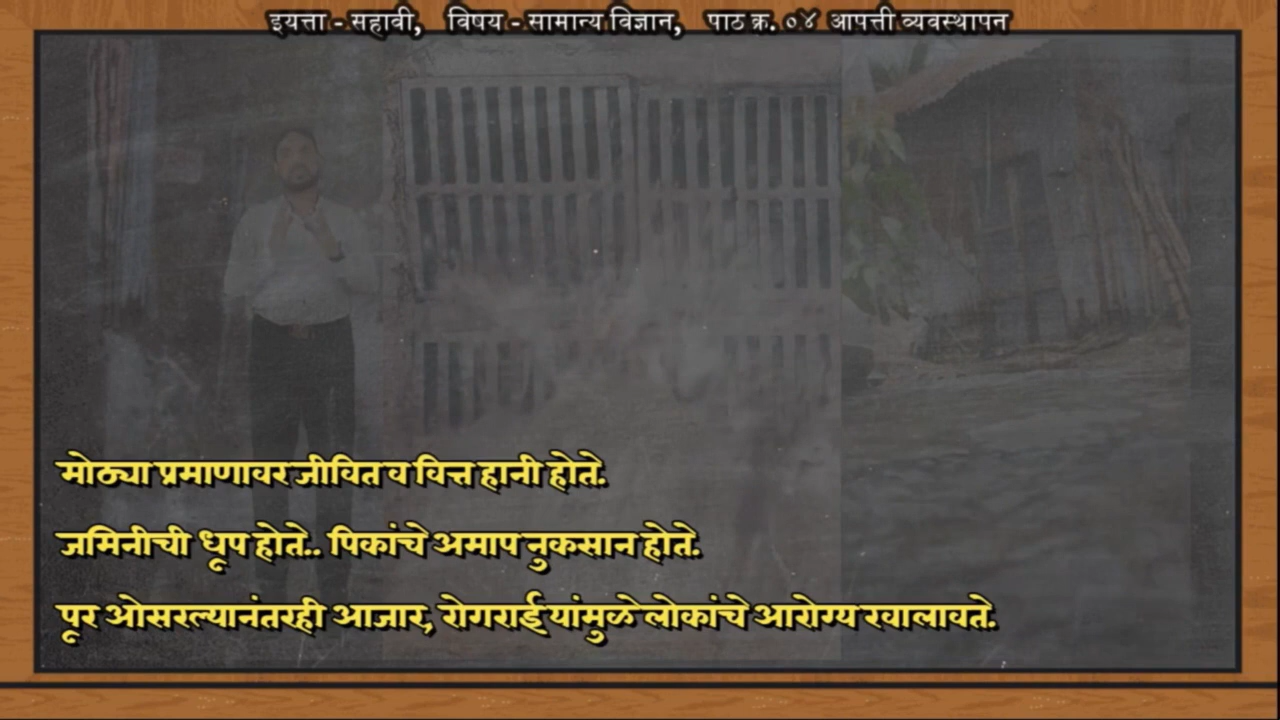 इयत्ता - सहावी, विषय - सामान्य विज्ञान, पाठ क्र. ०४ आपत्ती व्यवस्थापन
मोठ्या प्रमाणावर जीवित व वित्त हानी होते.
जमिनीची धूप होते.. पिकांचे अमाप नुकसान होते.
पूर ओसरल्यानंतरही आजार, रोगराई यांमुळे लोकांचे आरोग्य खालावते.